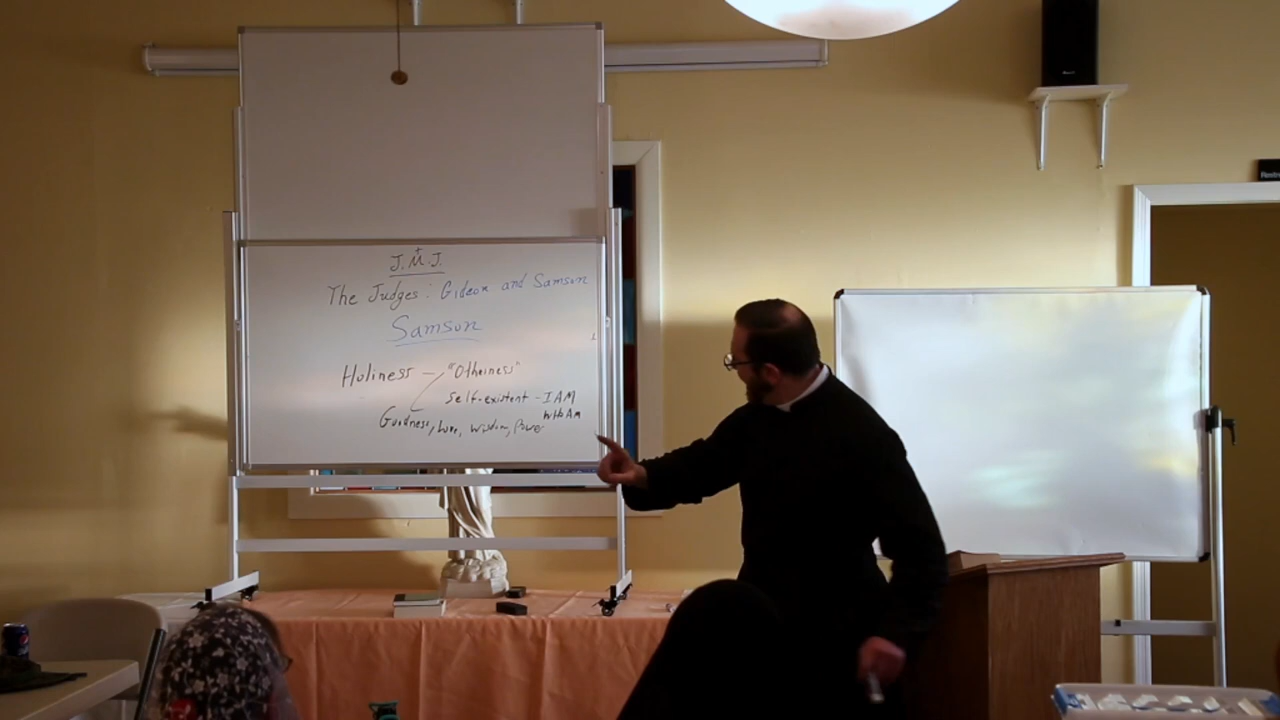 J.M.J.
The Judges: Gideon and Samson
Samson
Holiness — "Otherness"
Self-existent - I AM
WHO AM
Goodness, Love, Wisdom, Power